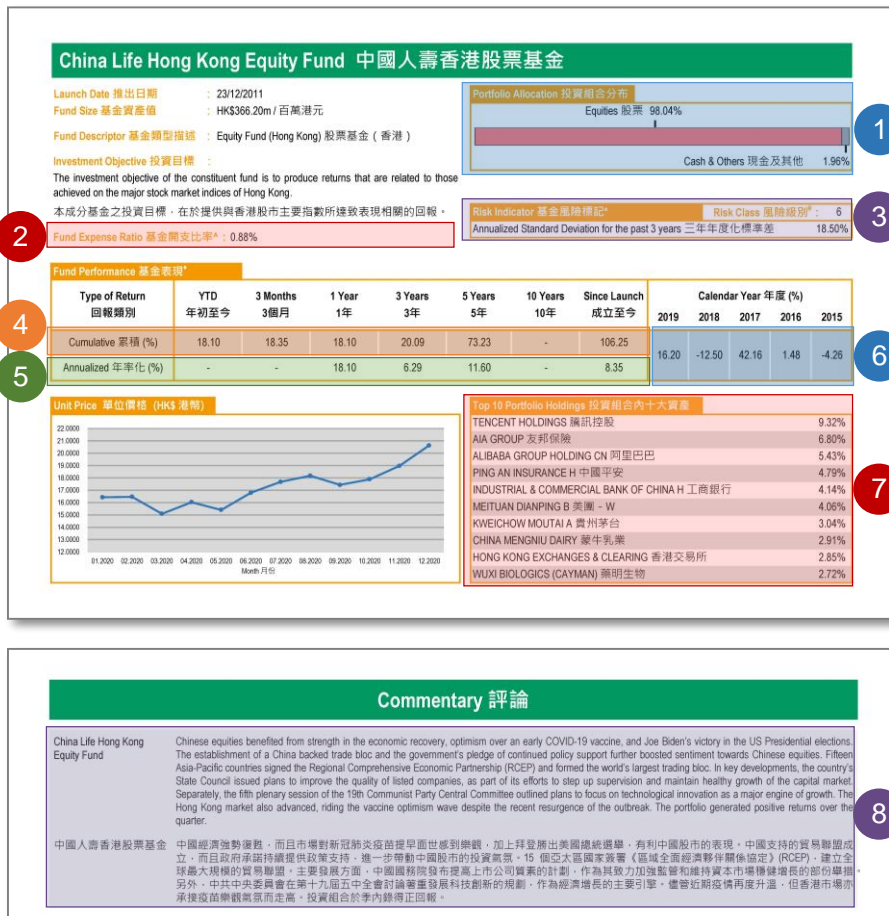 China Life Hong Kong Equity Fund 中國人壽香港股票基金
Launch Date 推出日期 : 23/12/2011
Fund Size 基金資產值 : HK$366.20m / 百萬港元
Fund Descriptor 基金類型描述 : Equity Fund (Hong Kong) 股票基金 ( 香港 )
Investment Objective 投資目標 :
The investment objective of the constituent fund is to produce returns that are related to those
achieved on the major stock market indices of Hong Kong.
本成分基金之投資目標，在於提供與香港股市主要指數所達致表現相關的回報。
2
Fund Expense Ratio 基金開支比率^ : 0.88%
Portfolio Allocation 投資組合分布
Equities 股票 98.04%
Cash & Others 現金及其他 1.96%
1
Risk Indicator 基金風險標記* Risk Class 風險級別# : 6
Annualized Standard Deviation for the past 3 years 三年年度化標準差 18.50%
3
Fund Performance 基金表現†
Type of Return YTD 3 Months 1 Year 3 Years 5 Years 10 Years Since Launch Calendar Year 年度 (%)
回報類別 年初至今 3個月 1年 3年 5年 10年 成立至今 2019 2018 2017 2016 2015
4
Cumulative 累積 (%) 18.10 18.35 18.10 20.09 73.23 - 106.25
16.20 -12.50 42.16 1.48 -4.26
6
5
Annualized 年率化 (%) - - 18.10 6.29 11.60 - 8.35
Unit Price 單位價格 (HK$ 港幣)
22.0000
21.0000
20.0000
19.0000
18.0000
17.0000
16.0000
15.0000
14.0000
13.0000
12.0000
01.2020 02.2020 03.2020 04.2020 05.2020 06.2020 07.2020 08.2020 09.2020 10.2020 11.2020 12.2020
Month 月份
Top 10 Portfolio Holdings 投資組合內十大資產
TENCENT HOLDINGS 騰訊控股 9.32%
AIA GROUP 友邦保險 6.80%
ALIBABA GROUP HOLDING CN 阿里巴巴 5.43%
PING AN INSURANCE H 中國平安 4.79%
INDUSTRIAL & COMMERCIAL BANK OF CHINA H 工商銀行 4.14%
MEITUAN DIANPING B 美團 - W 4.06%
KWEICHOW MOUTAI A 貴州茅台 3.04%
CHINA MENGNIU DAIRY 蒙牛乳業 2.91%
HONG KONG EXCHANGES & CLEARING 香港交易所 2.85%
WUXI BIOLOGICS (CAYMAN) 藥明生物 2.72%
7
Commentary 評論
China Life Hong Kong Equity Fund
Chinese equities benefited from strength in the economic recovery, optimism over an early COVID-19 vaccine, and Joe Biden's victory in the US Presidential elections.
The establishment of a China backed trade bloc and the government's pledge of continued policy support further boosted sentiment towards Chinese equities. Fifteen
Asia-Pacific countries signed the Regional Comprehensive Economic Partnership (RCEP) and formed the world's largest trading bloc. In key developments, the country's
State Council issued plans to improve the quality of listed companies, as part of its efforts to step up supervision and maintain healthy growth of the capital market.
Separately, the fifth plenary session of the 19th Communist Party Central Committee outlined plans to focus on technological innovation as a major engine of growth. The
Hong Kong market also advanced, riding the vaccine optimism wave despite the recent resurgence of the outbreak. The portfolio generated positive returns over the
quarter.
8
中國人壽香港股票基金
中國經濟強勢復甦，而且市場對新冠肺炎疫苗提早面世感到樂觀，加上拜登勝出美國總統選舉，有利中國股市的表現。中國支持的貿易聯盟成
立，而且政府承諾持續提供政策支持，進一步帶動中國股市的投資氣氛。15 個亞太區國家簽署《區域全面經濟夥伴關係協定》(RCEP)，建立全
球最大規模的貿易聯盟。主要發展方面，中國國務院發布提高上市公司質素的計劃，作為其致力加強監管和維持資本市場穩健增長的部份舉措。
另外，中共中央委員會在第十九屆五中全會討論著重發展科技創新的規劃，作為經濟增長的主要引擎。儘管近期疫情再度升溫，但香港市場亦
承接疫苗樂觀氣氛而走高。投資組合於季內錄得正回報。